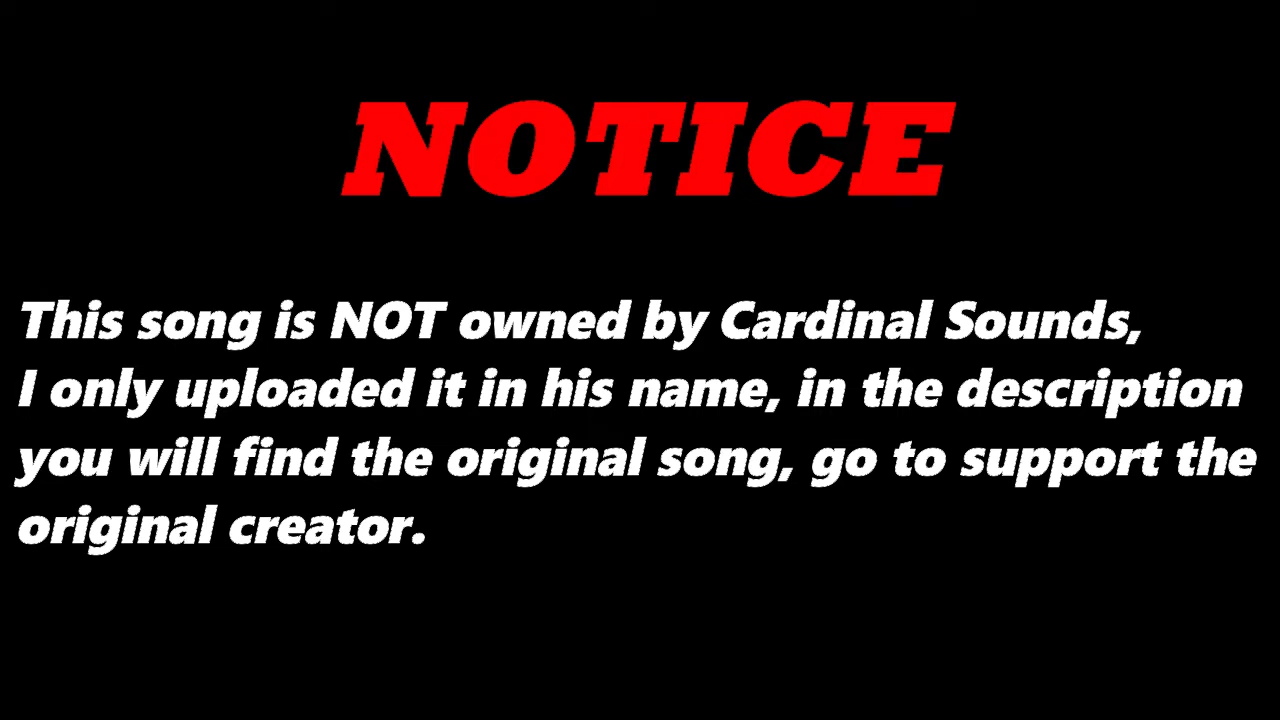 NOTICE
This song is NOT owned by Cardinal Sounds,
I only uploaded it in his name, in the description
you will find the original song, go to support the
original creator.